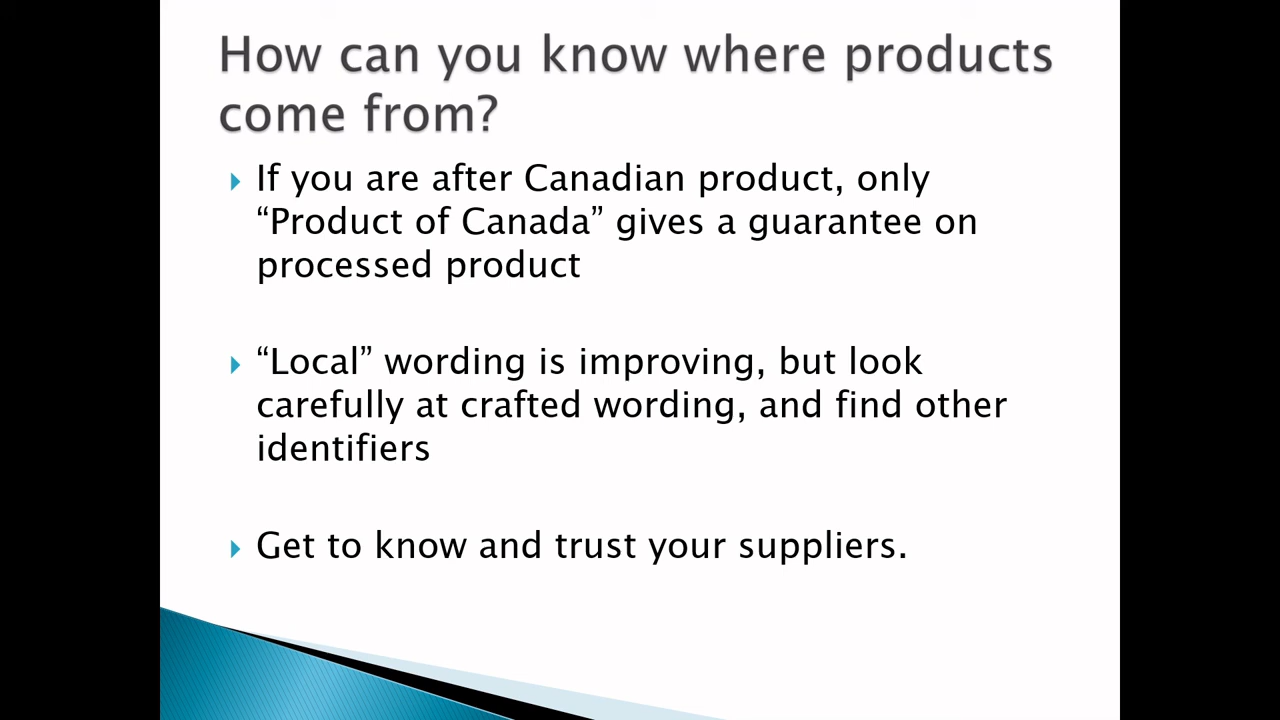 How can you know where products
come from?
If you are after Canadian product, only
“Product of Canada” gives a guarantee on
processed product
“Local” wording is improving, but look
carefully at crafted wording, and find other
identifiers
Get to know and trust your suppliers.